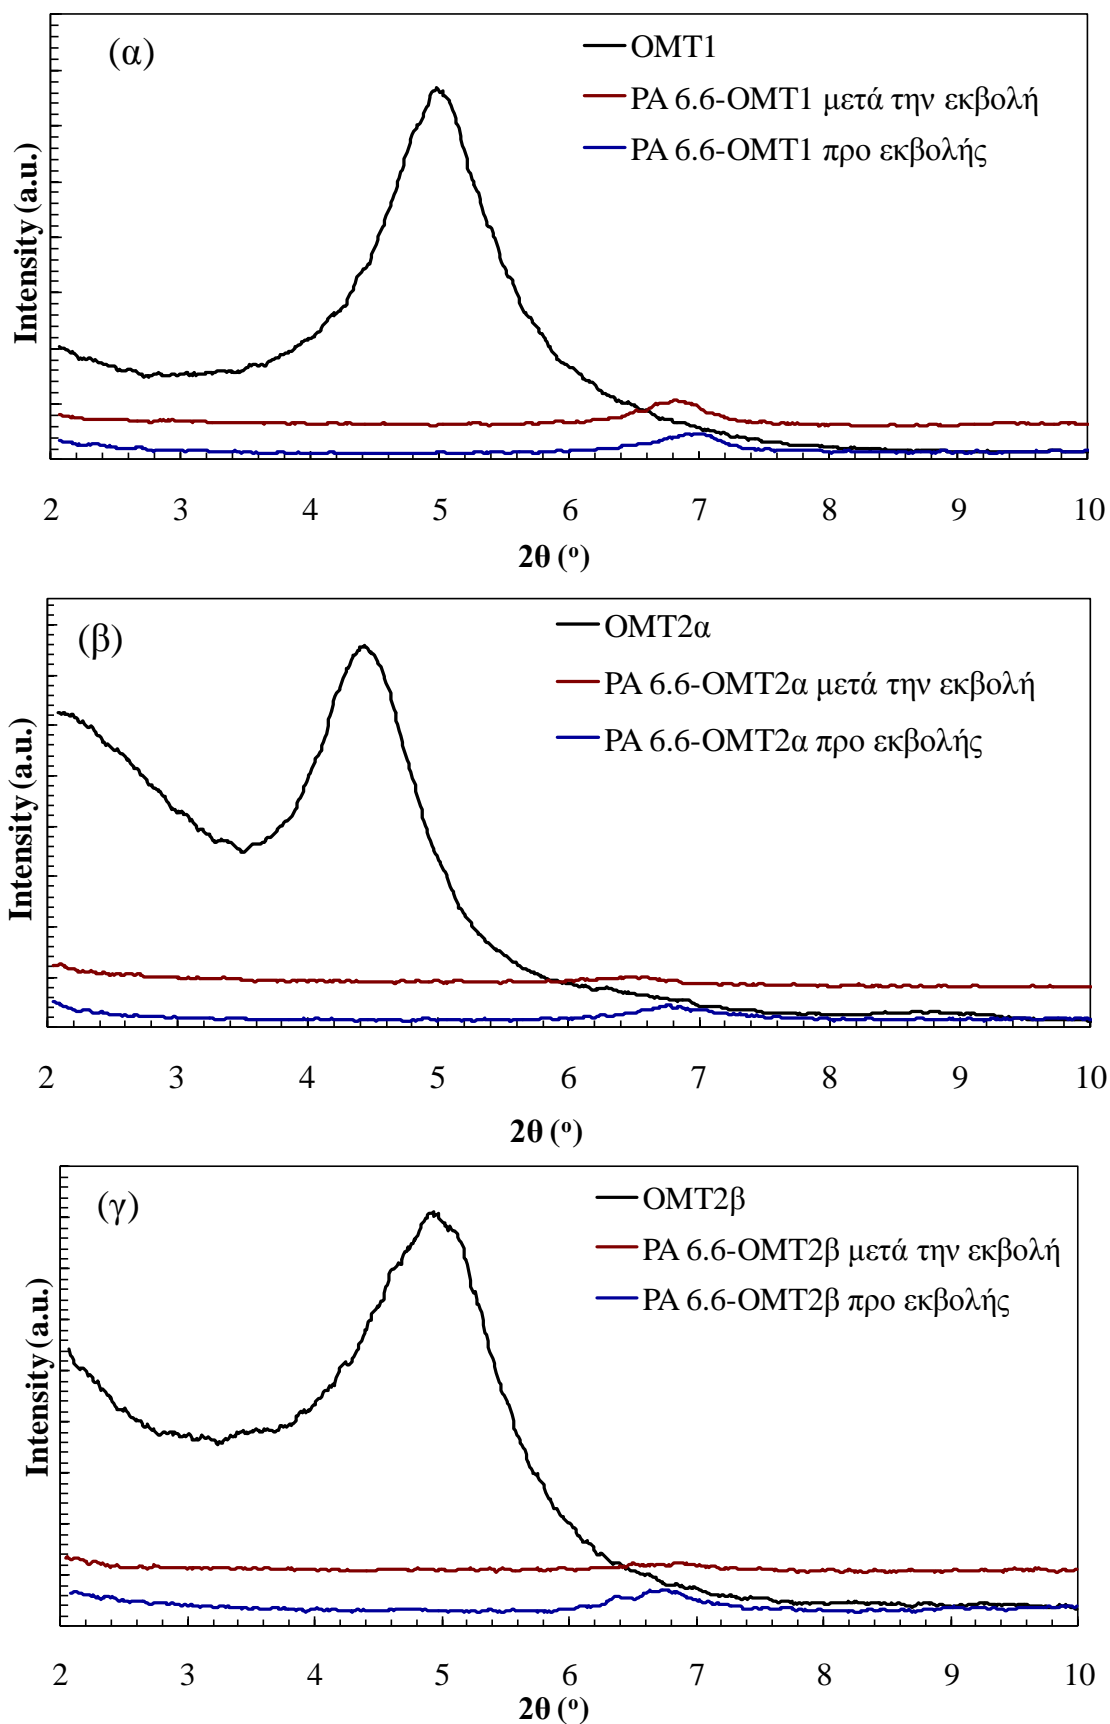 (α)
OMT1
PA 6.6-OMT1 μετά την εκβολή
PA 6.6-OMT1 προ εκβολής
Intensity (a.u.)
2 3 4 5 6 7 8 9 10
2θ (º)
(β)
OMT2α
PA 6.6-OMT2α μετά την εκβολή
PA 6.6-OMT2α προ εκβολής
Intensity (a.u.)
2 3 4 5 6 7 8 9 10
2θ (º)
(γ)
OMT2β
PA 6.6-OMT2β μετά την εκβολή
PA 6.6-OMT2β προ εκβολής
Intensity (a.u.)
2 3 4 5 6 7 8 9 10
2θ (º)